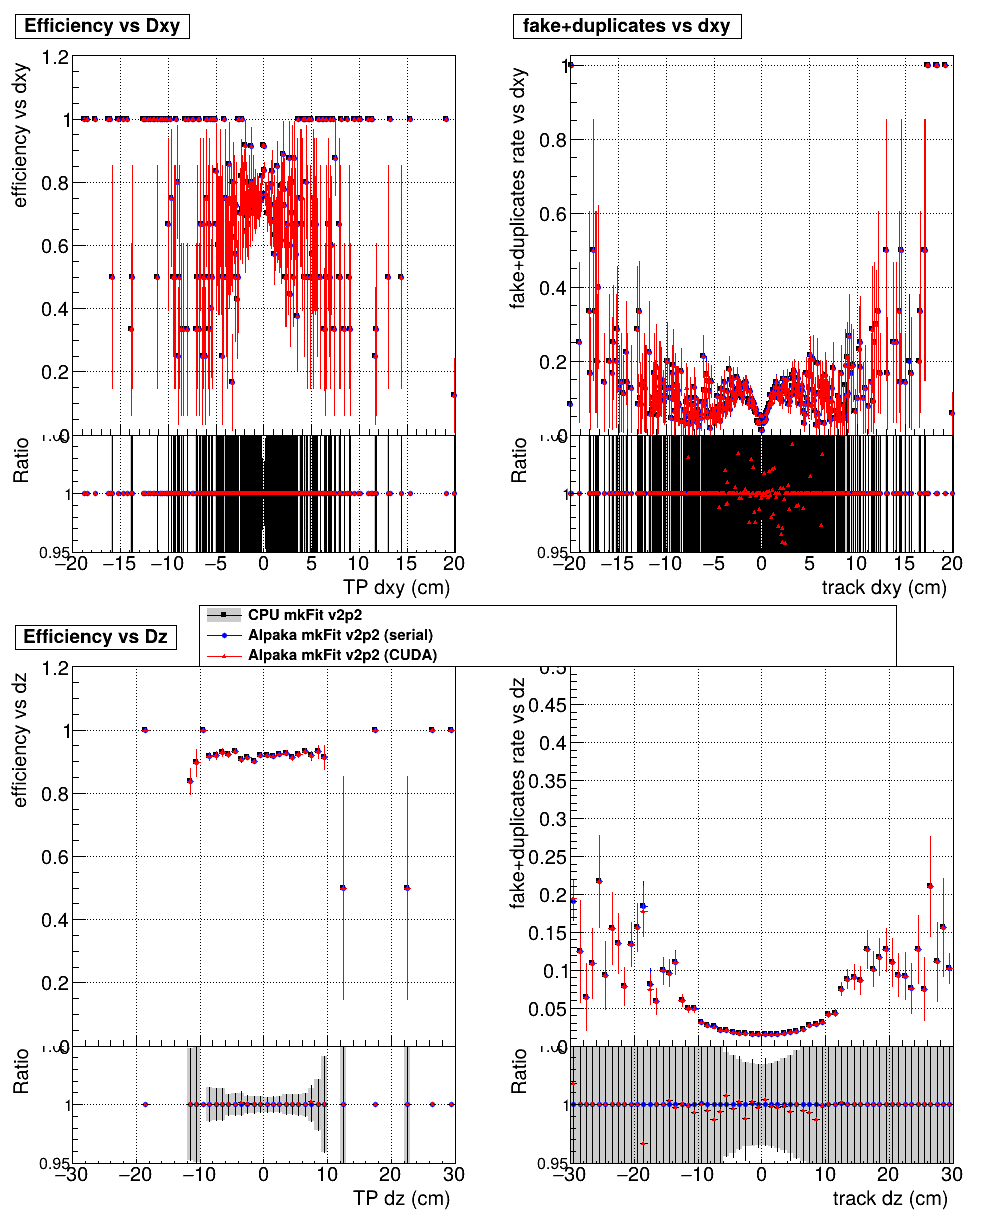 Efficiency vs Dxy
efficiency vs dxy
1.2
1
0.8
0.6
0.4
0.2
0
Ratio
1
0.95
−20 −15 −10 −5 0 5 10 15 20
TP dxy (cm)
fake+duplicates vs dxy
fake+duplicates rate vs dxy
1
0.8
0.6
0.4
0.2
Ratio
1
0.95
−20 −15 −10 −5 0 5 10 15 20
track dxy (cm)
CPU mkFit v2p2
Alpaka mkFit v2p2 (serial)
Alpaka mkFit v2p2 (CUDA)
Efficiency vs Dz
efficiency vs dz
1.2
1
0.8
0.6
0.4
0.2
0
Ratio
1
0.95
−30 −20 −10 0 10 20 30
TP dz (cm)
fake+duplicates rate vs dz
0.5
0.45
0.4
0.35
0.3
0.25
0.2
0.15
0.1
0.05
0
Ratio
1
0.95
−30 −20 −10 0 10 20 30
track dz (cm)